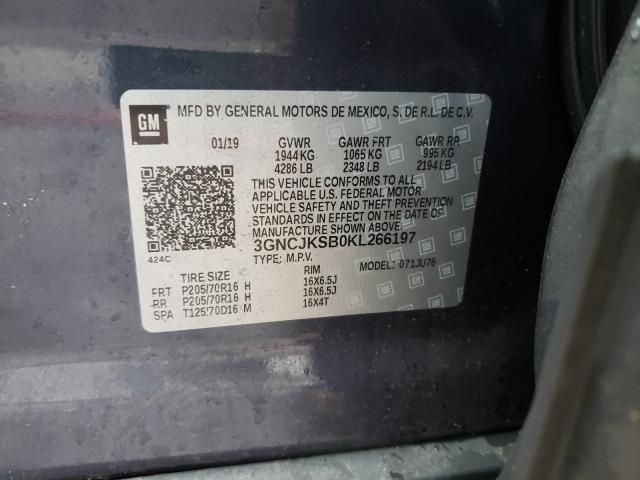 GM MFD BY GENERAL MOTORS DE MEXICO, S. DE R.L. DE C.V.
01/19 GVWR GAWR FRT GAWR RR
1944 KG 1065 KG 995 KG
4286 LB 2348 LB 2194 LB
THIS VEHICLE CONFORMS TO ALL
APPLICABLE U.S. FEDERAL MOTOR
VEHICLE SAFETY AND THEFT PREVENTION
STANDARDS IN EFFECT ON THE DATE OF
MANUFACTURE SHOWN ABOVE.
3GNCJKSB0KL266197
424C TYPE: M.P.V. MODEL: 071JU76
TIRE SIZE RIM
FRT P205/70R16 H 16X6.5J
RR P205/70R16 H 16X6.5J
SPA T125/70D16 M 16X4T